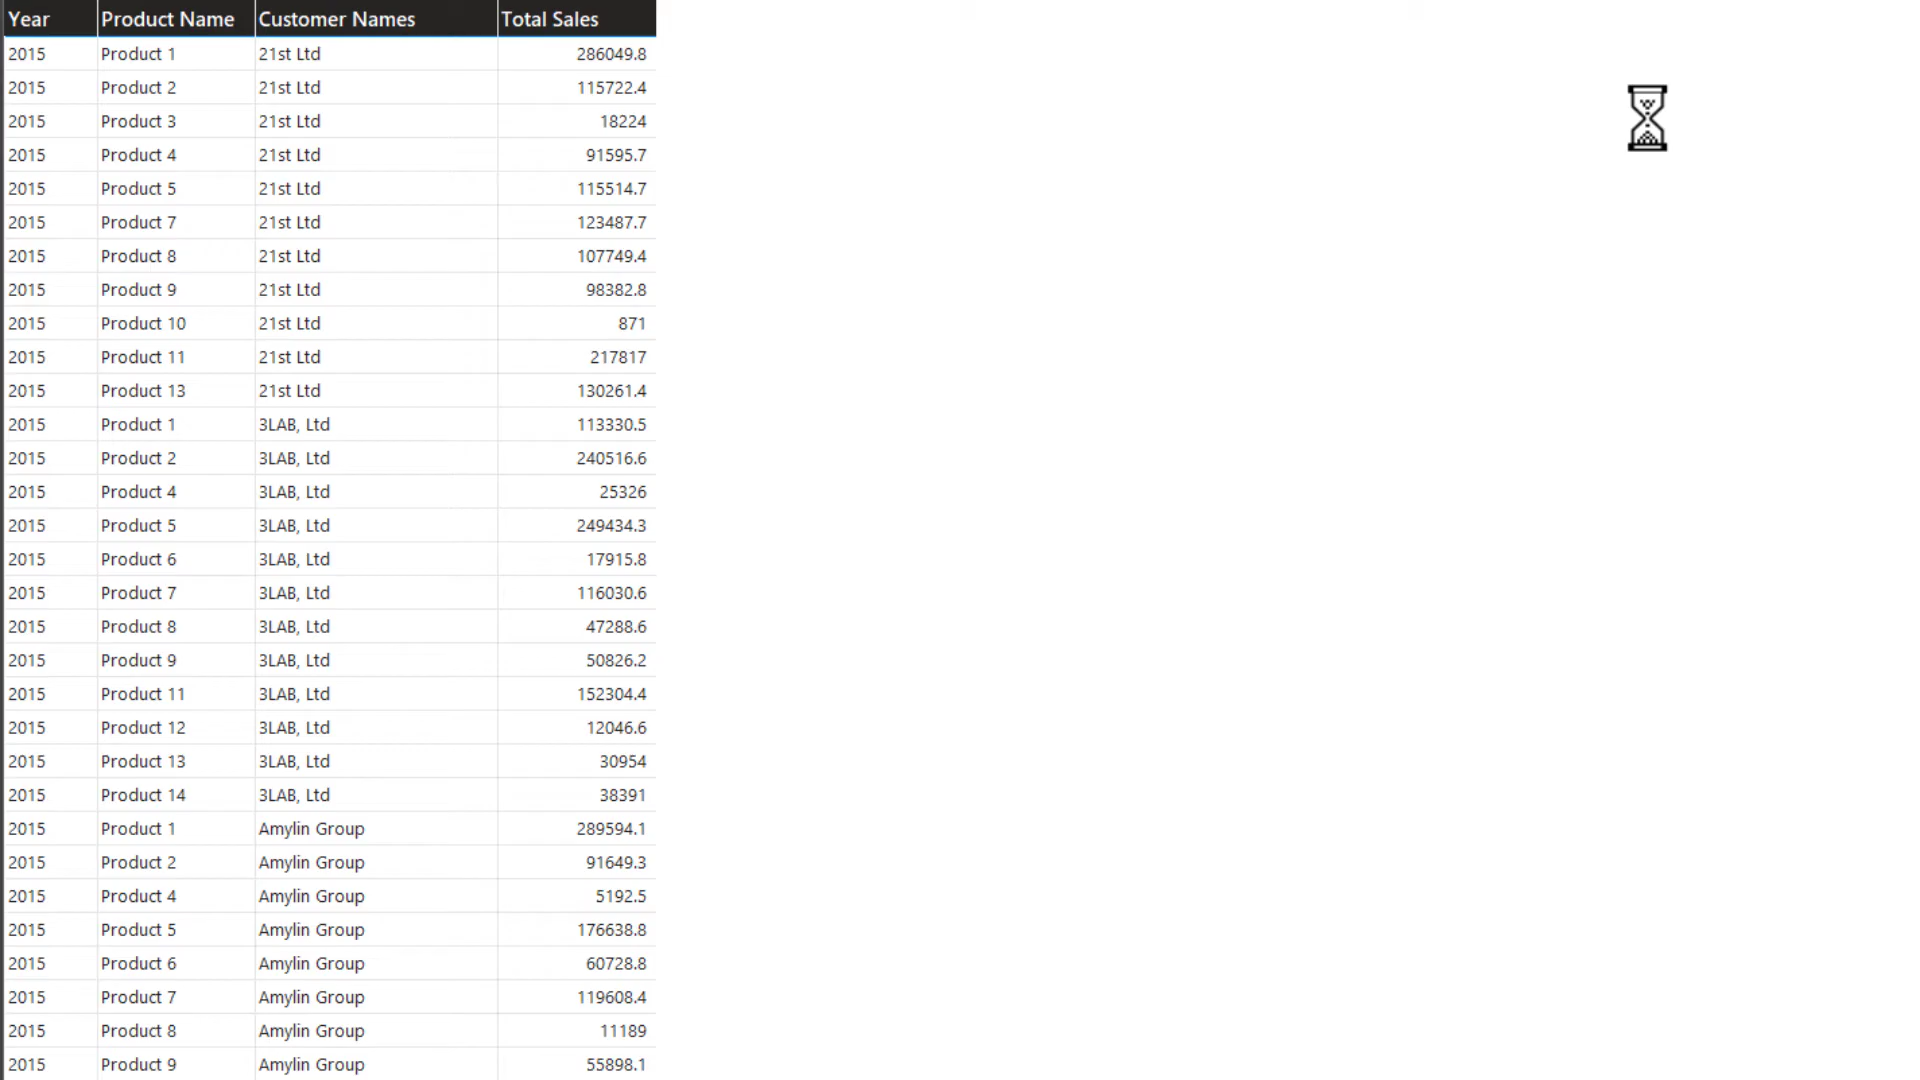 Year Product Name Customer Names Total Sales
2015 Product 1 21st Ltd 286049.8
2015 Product 2 21st Ltd 115722.4
2015 Product 3 21st Ltd 18224
2015 Product 4 21st Ltd 91595.7
2015 Product 5 21st Ltd 115514.7
2015 Product 7 21st Ltd 123487.7
2015 Product 8 21st Ltd 107749.4
2015 Product 9 21st Ltd 98382.8
2015 Product 10 21st Ltd 871
2015 Product 11 21st Ltd 217817
2015 Product 13 21st Ltd 130261.4
2015 Product 1 3LAB, Ltd 113330.5
2015 Product 2 3LAB, Ltd 240516.6
2015 Product 4 3LAB, Ltd 25326
2015 Product 5 3LAB, Ltd 249434.3
2015 Product 6 3LAB, Ltd 17915.8
2015 Product 7 3LAB, Ltd 116030.6
2015 Product 8 3LAB, Ltd 47288.6
2015 Product 9 3LAB, Ltd 50826.2
2015 Product 11 3LAB, Ltd 152304.4
2015 Product 12 3LAB, Ltd 12046.6
2015 Product 13 3LAB, Ltd 30954
2015 Product 14 3LAB, Ltd 38391
2015 Product 1 Amylin Group 289594.1
2015 Product 2 Amylin Group 91649.3
2015 Product 4 Amylin Group 5192.5
2015 Product 5 Amylin Group 176638.8
2015 Product 6 Amylin Group 60728.8
2015 Product 7 Amylin Group 119608.4
2015 Product 8 Amylin Group 11189
2015 Product 9 Amylin Group 55898.1